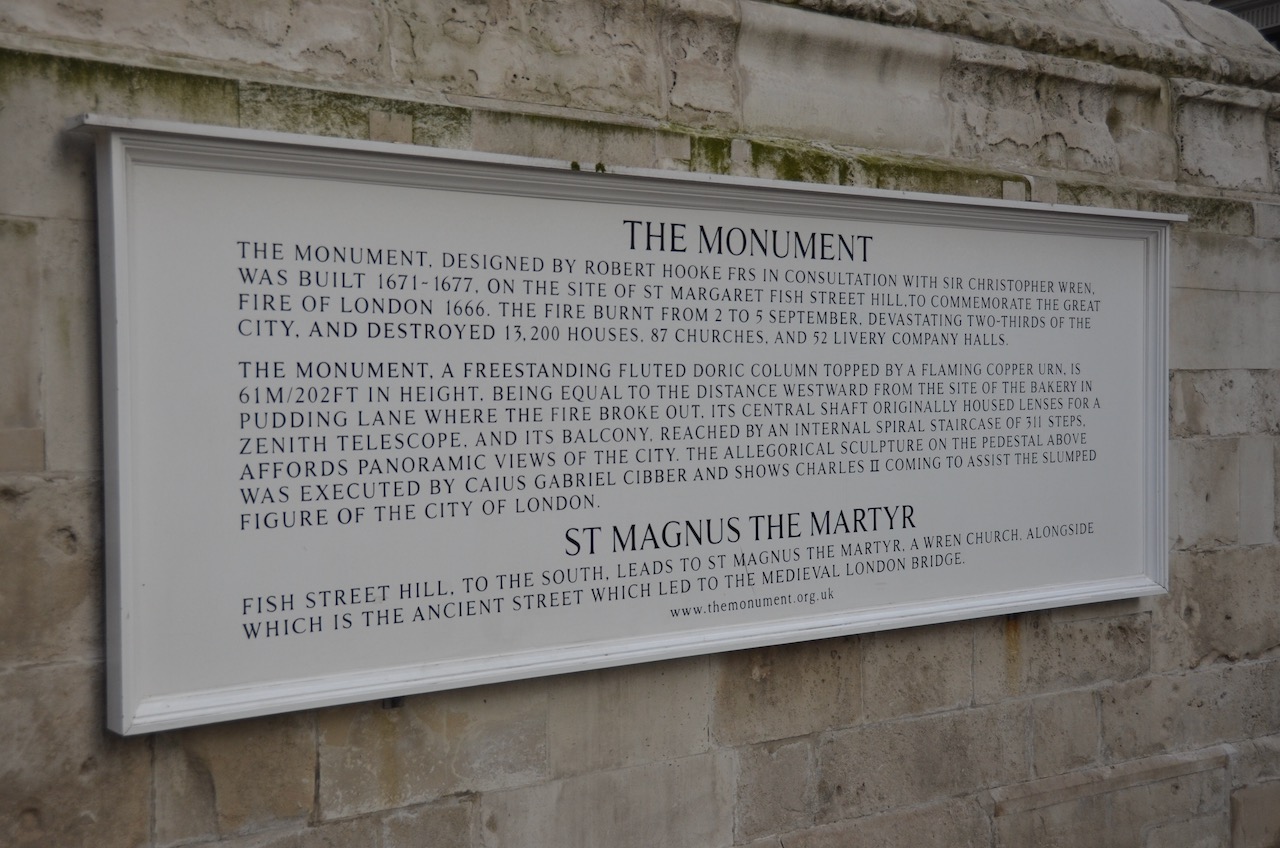 THE MONUMENT
THE MONUMENT, DESIGNED BY ROBERT HOOKE FRS IN CONSULTATION WITH SIR CHRISTOPHER WREN,
WAS BUILT 1671-1677, ON THE SITE OF ST MARGARET FISH STREET HILL, TO COMMEMORATE THE GREAT
FIRE OF LONDON 1666. THE FIRE BURNT FROM 2 TO 5 SEPTEMBER, DEVASTATING TWO-THIRDS OF THE
CITY, AND DESTROYED 13,200 HOUSES, 87 CHURCHES, AND 52 LIVERY COMPANY HALLS.
THE MONUMENT, A FREESTANDING FLUTED DORIC COLUMN TOPPED BY A FLAMING COPPER URN, IS
61M/202FT IN HEIGHT, BEING EQUAL TO THE DISTANCE WESTWARD FROM THE SITE OF THE BAKERY IN
PUDDING LANE WHERE THE FIRE BROKE OUT. ITS CENTRAL SHAFT ORIGINALLY HOUSED LENSES FOR A
ZENITH TELESCOPE, AND ITS BALCONY, REACHED BY AN INTERNAL SPIRAL STAIRCASE OF 311 STEPS,
AFFORDS PANORAMIC VIEWS OF THE CITY. THE ALLEGORICAL SCULPTURE ON THE PEDESTAL ABOVE
WAS EXECUTED BY CAIUS GABRIEL CIBBER AND SHOWS CHARLES II COMING TO ASSIST THE SLUMPED
FIGURE OF THE CITY OF LONDON.
ST MAGNUS THE MARTYR
FISH STREET HILL, TO THE SOUTH, LEADS TO ST MAGNUS THE MARTYR, A WREN CHURCH, ALONGSIDE
WHICH IS THE ANCIENT STREET WHICH LED TO THE MEDIEVAL LONDON BRIDGE.
www.themonument.org.uk